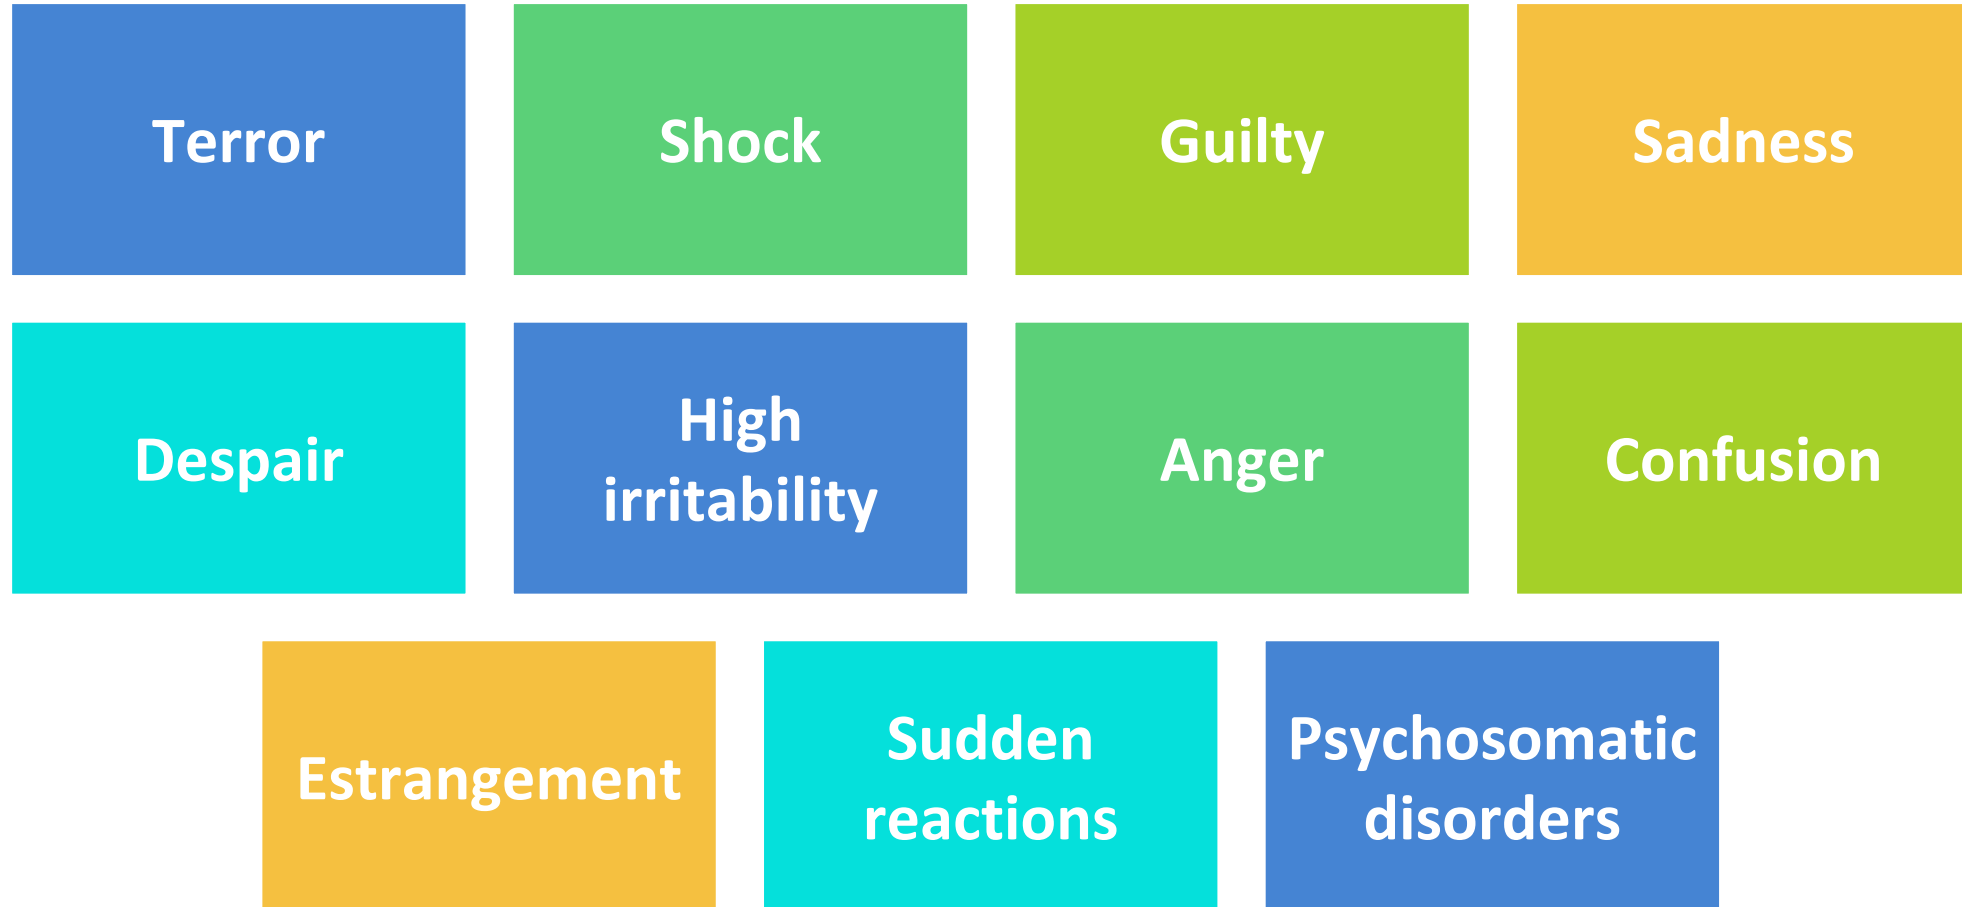 Terror
Shock
Guilty
Sadness
Despair
High
irritability
Anger
Confusion
Estrangement
Sudden
reactions
Psychosomatic
disorders